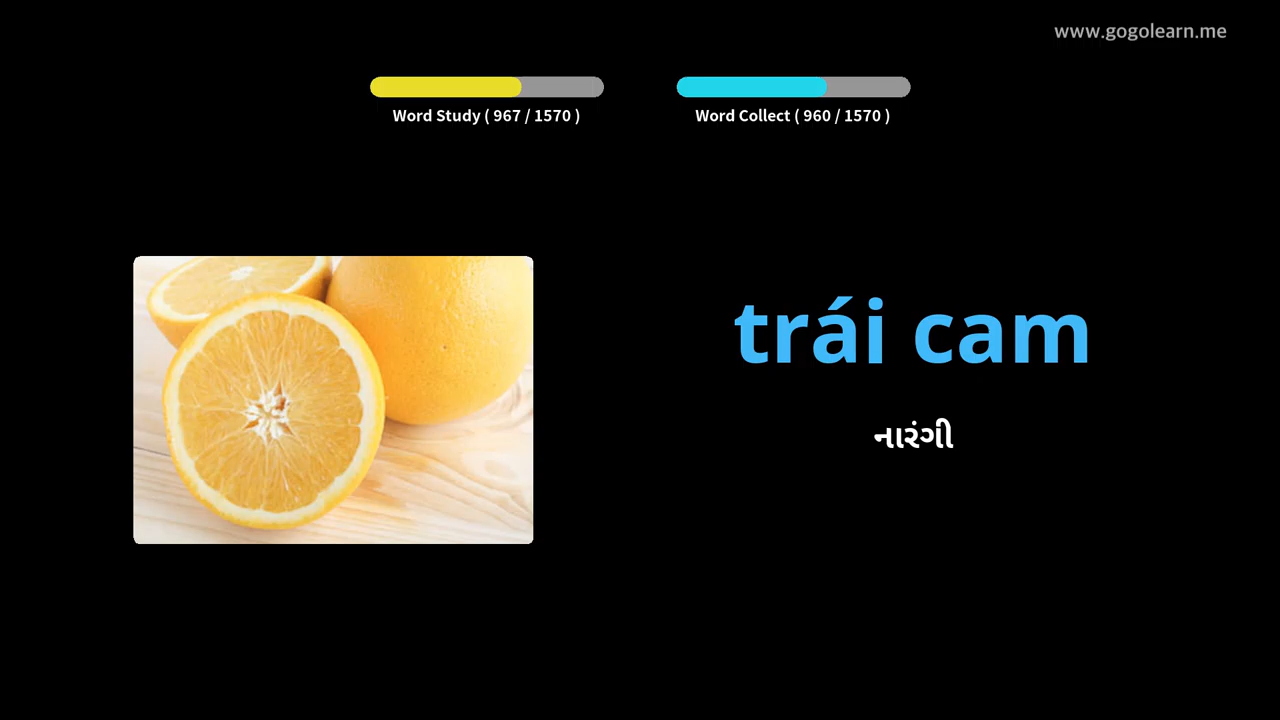 www.gogolearn.me
Word Study ( 967 / 1570 )
Word Collect ( 960 / 1570 )
trái cam
નારંગી